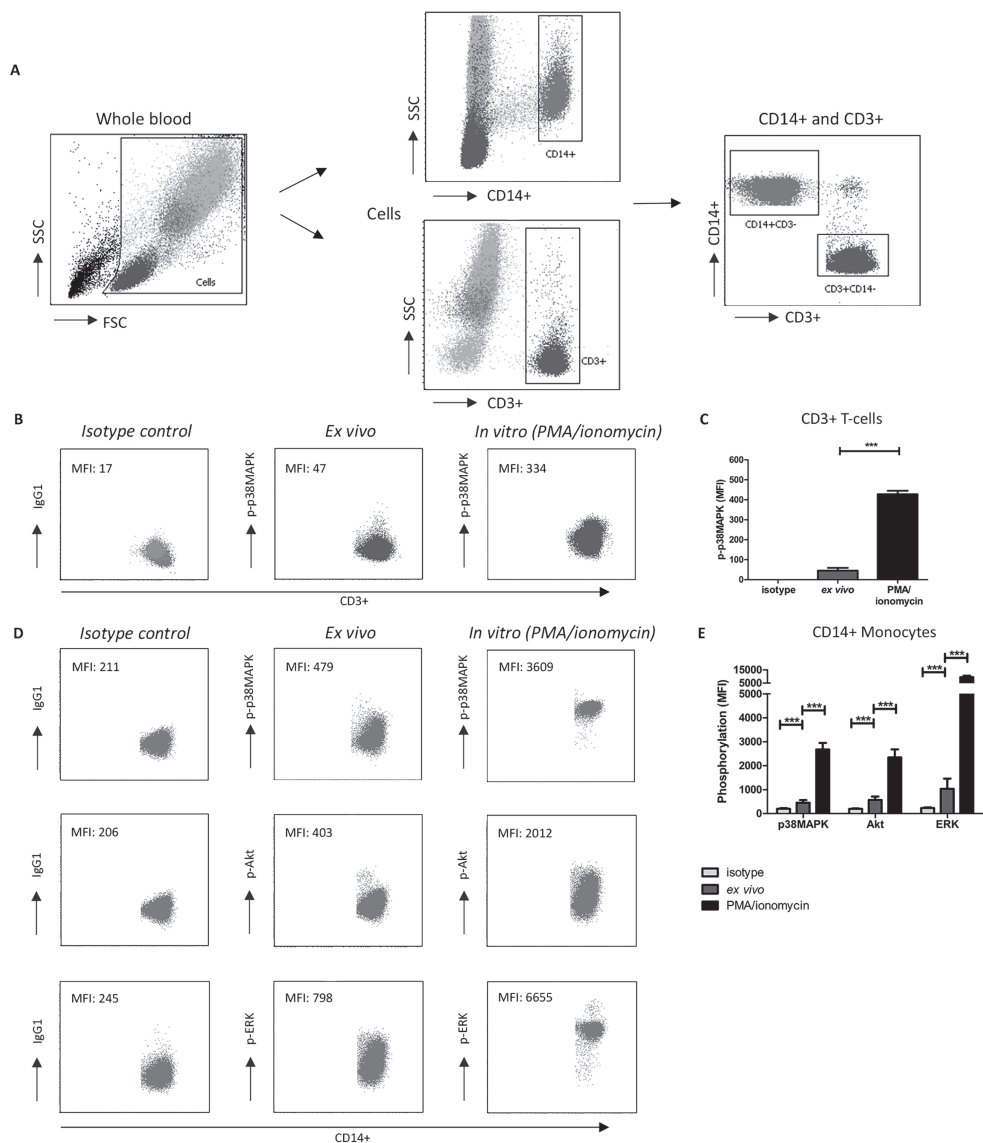 A
Whole blood
SSC
Cells
FSC
SSC
CD14+
CD14+
Cells
SSC
CD3+
CD3+
CD14+ and CD3+
CD14+
CD14+CD3-
CD3+CD14-
CD3+
B
Isotype control
Ex vivo
In vitro (PMA/ionomycin)
IgG1
MFI: 17
p-p38MAPK
MFI: 47
p-p38MAPK
MFI: 334
CD3+
C
CD3+ T-cells
***
p-p38MAPK (MFI)
600
500
400
300
200
100
0
isotype
ex vivo
PMA/
ionomycin
D
Isotype control
Ex vivo
In vitro (PMA/ionomycin)
IgG1
MFI: 211
p-p38MAPK
MFI: 479
p-p38MAPK
MFI: 3609
IgG1
MFI: 206
p-Akt
MFI: 403
p-Akt
MFI: 2012
IgG1
MFI: 245
p-ERK
MFI: 798
p-ERK
MFI: 6655
CD14+
E
CD14+ Monocytes
Phosphorylation (MFI)
15000
5000
5000
4000
3000
2000
1000
0
*** ***
*** ***
*** ***
p38MAPK
Akt
ERK
isotype
ex vivo
PMA/ionomycin